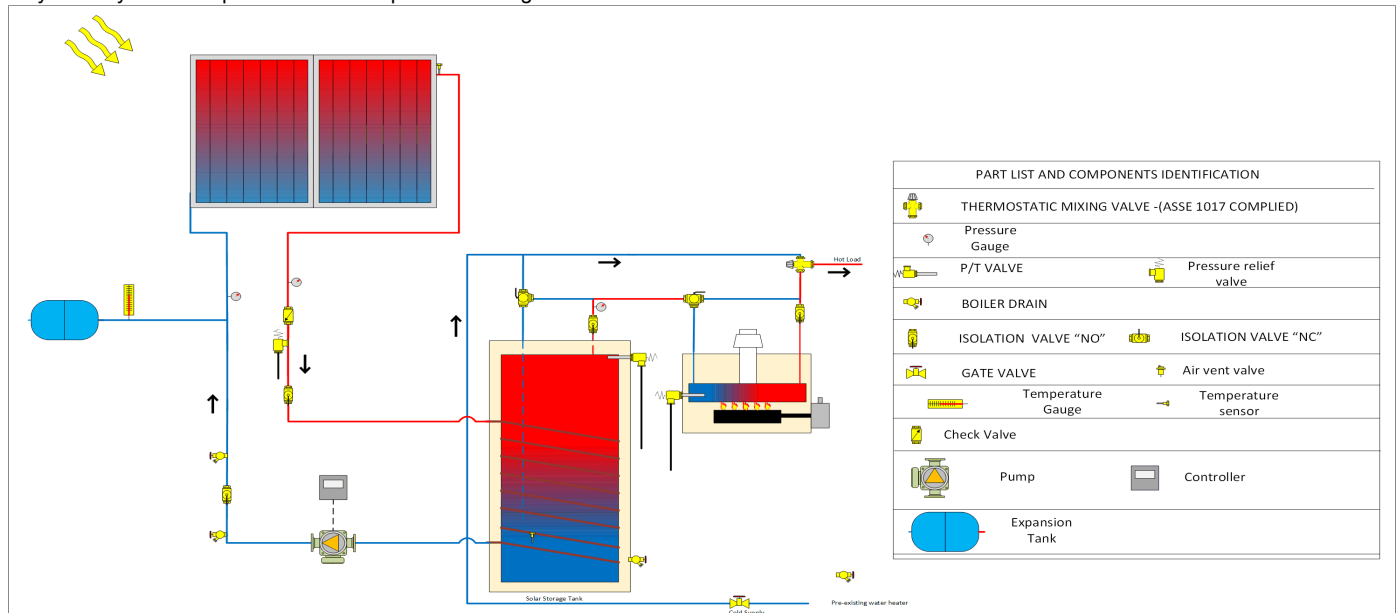 Hot Load
Solar Storage Tank
Cold Supply
Pre-existing water heater
PART LIST AND COMPONENTS IDENTIFICATION
THERMOSTATIC MIXING VALVE -(ASSE 1017 COMPLIED)
Pressure
Gauge
P/T VALVE
Pressure relief
valve
BOILER DRAIN
ISOLATION VALVE “NO”
ISOLATION VALVE “NC”
GATE VALVE
Air vent valve
Temperature
Gauge
Temperature
sensor
Check Valve
Pump
Controller
Expansion
Tank